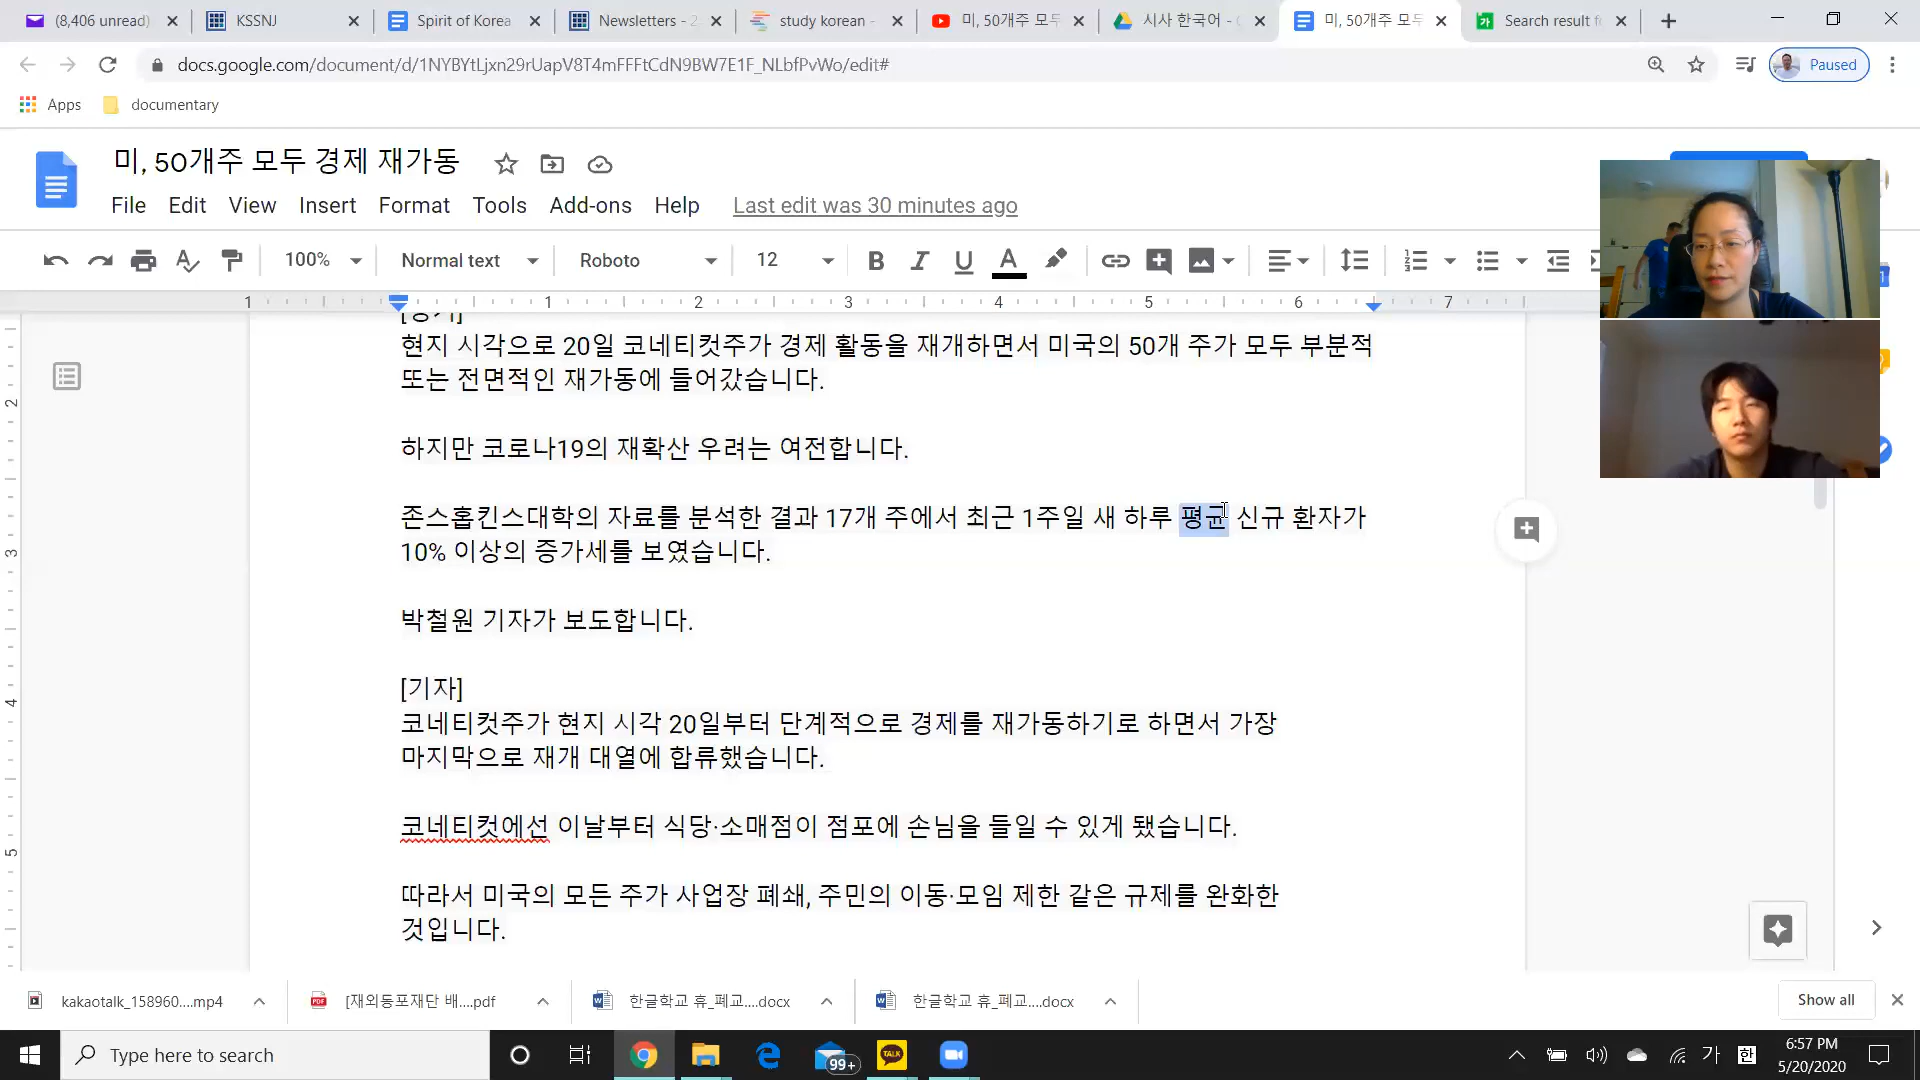 (8,406 unread)
KSSNJ
Spirit of Korea
Newsletters - 2
study korean -
미, 50개주 모두
시사 한국어 -
미, 50개주 모두
Search result f
docs.google.com/document/d/1NYBYtLjxn29rUapV8T4mFFFtCdN9BW7E1F_NLbfPvWo/edit#
Paused
Apps
documentary
미, 50개주 모두 경제 재가동
File
Edit
View
Insert
Format
Tools
Add-ons
Help
Last edit was 30 minutes ago
100%
Normal text
Roboto
12
B I U A
1 1 2 3 4 5 6 7
현지 시각으로 20일 코네티컷주가 경제 활동을 재개하면서 미국의 50개 주가 모두 부분적
또는 전면적인 재가동에 들어갔습니다.
하지만 코로나19의 재확산 우려는 여전합니다.
존스홉킨스대학의 자료를 분석한 결과 17개 주에서 최근 1주일 새 하루 평균 신규 환자가
10% 이상의 증가세를 보였습니다.
박철원 기자가 보도합니다.
[기자]
코네티컷주가 현지 시각 20일부터 단계적으로 경제를 재가동하기로 하면서 가장
마지막으로 재개 대열에 합류했습니다.
코네티컷에선 이날부터 식당·소매점이 점포에 손님을 들일 수 있게 됐습니다.
따라서 미국의 모든 주가 사업장 폐쇄, 주민의 이동·모임 제한 같은 규제를 완화한
것입니다.
2
3
4
5
kakaotalk_158960....mp4
[재외동포재단 배....pdf
한글학교 휴_폐교....docx
한글학교 휴_폐교....docx
Show all
Type here to search
99+
TALK
가
한
6:57 PM
5/20/2020